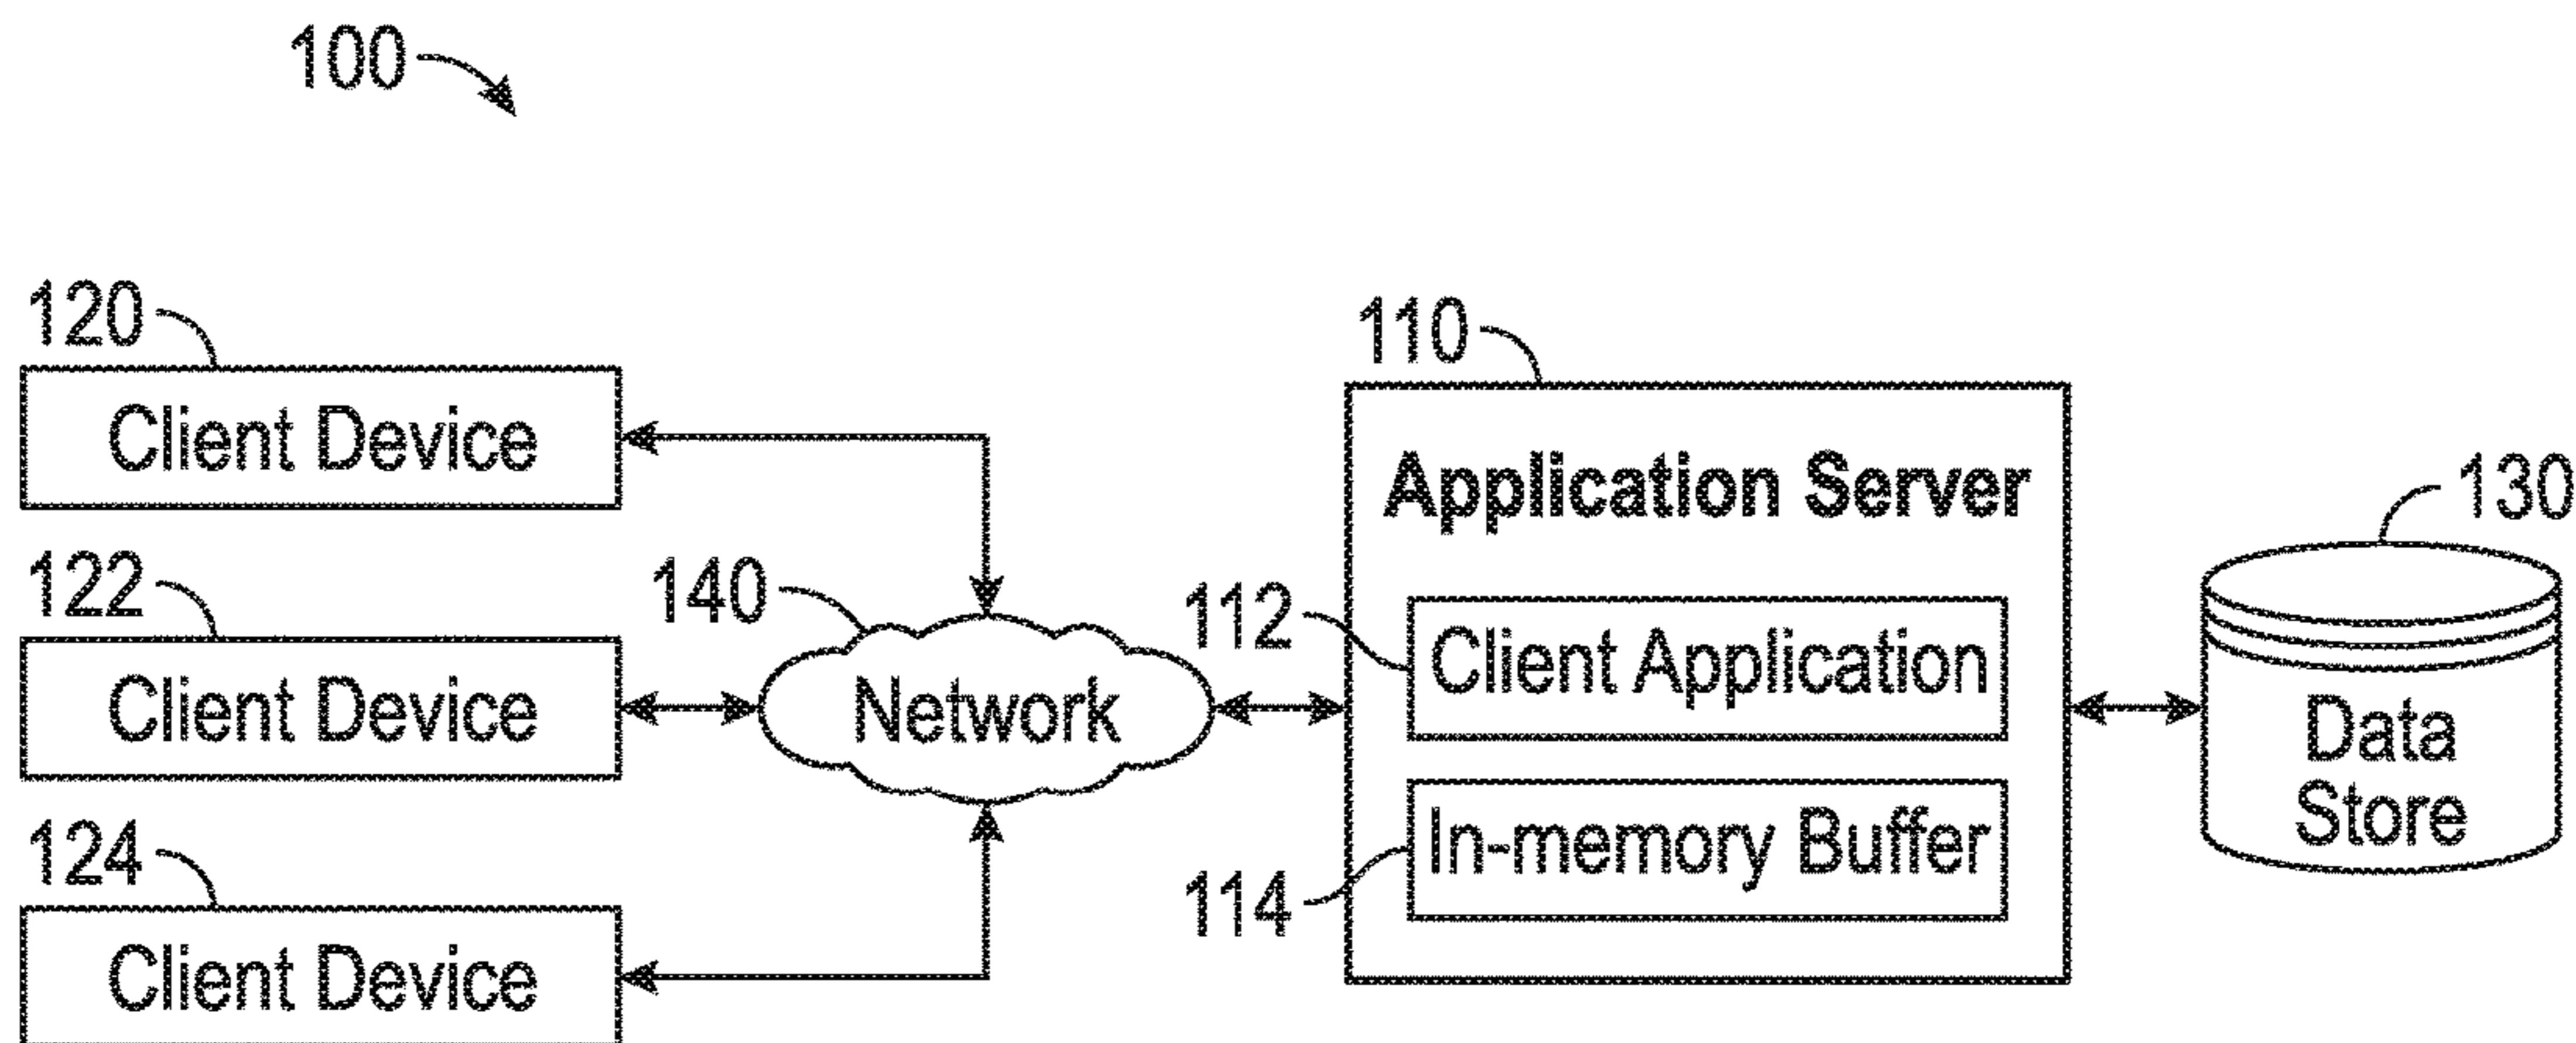 100
120
Client Device
122
Client Device
124
Client Device
140
Network
110
Application Server
112
Client Application
114
In-memory Buffer
130
Data
Store